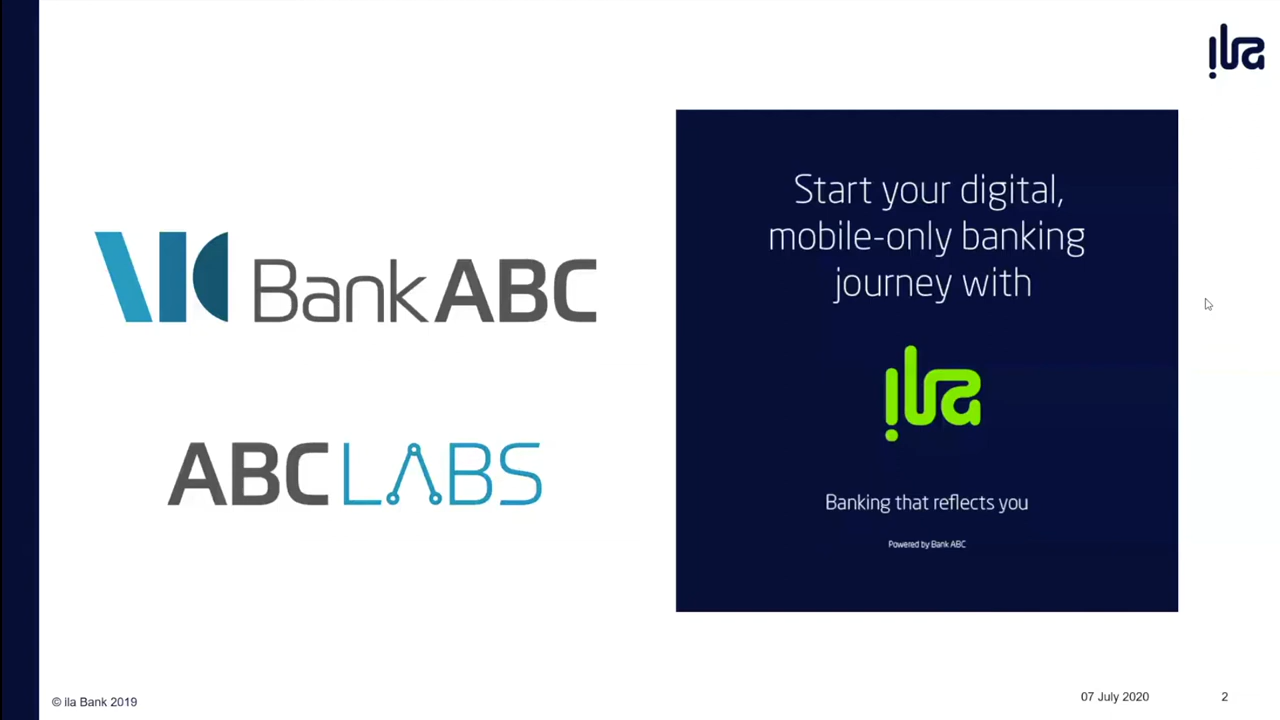 ila
Bank ABC
ABC LABS
Start your digital,
mobile-only banking
journey with
ila
Banking that reflects you
Powered by Bank ABC
© ila Bank 2019
07 July 2020
2